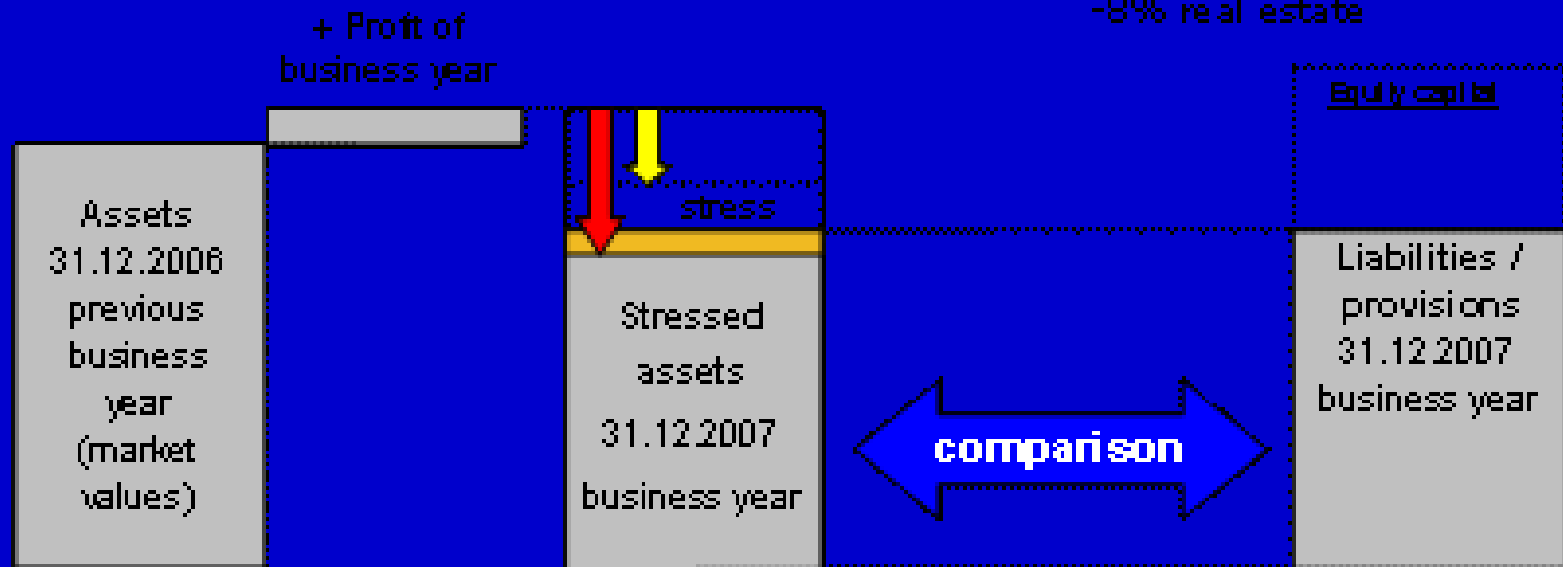 -8% real estate
+ Profit of
business year
Equity capital
stress
Assets
31.12.2006
previous
business
year
(market
values)
Stressed
assets
31.12.2007
business year
comparison
Liabilities /
provisions
31.12.2007
business year